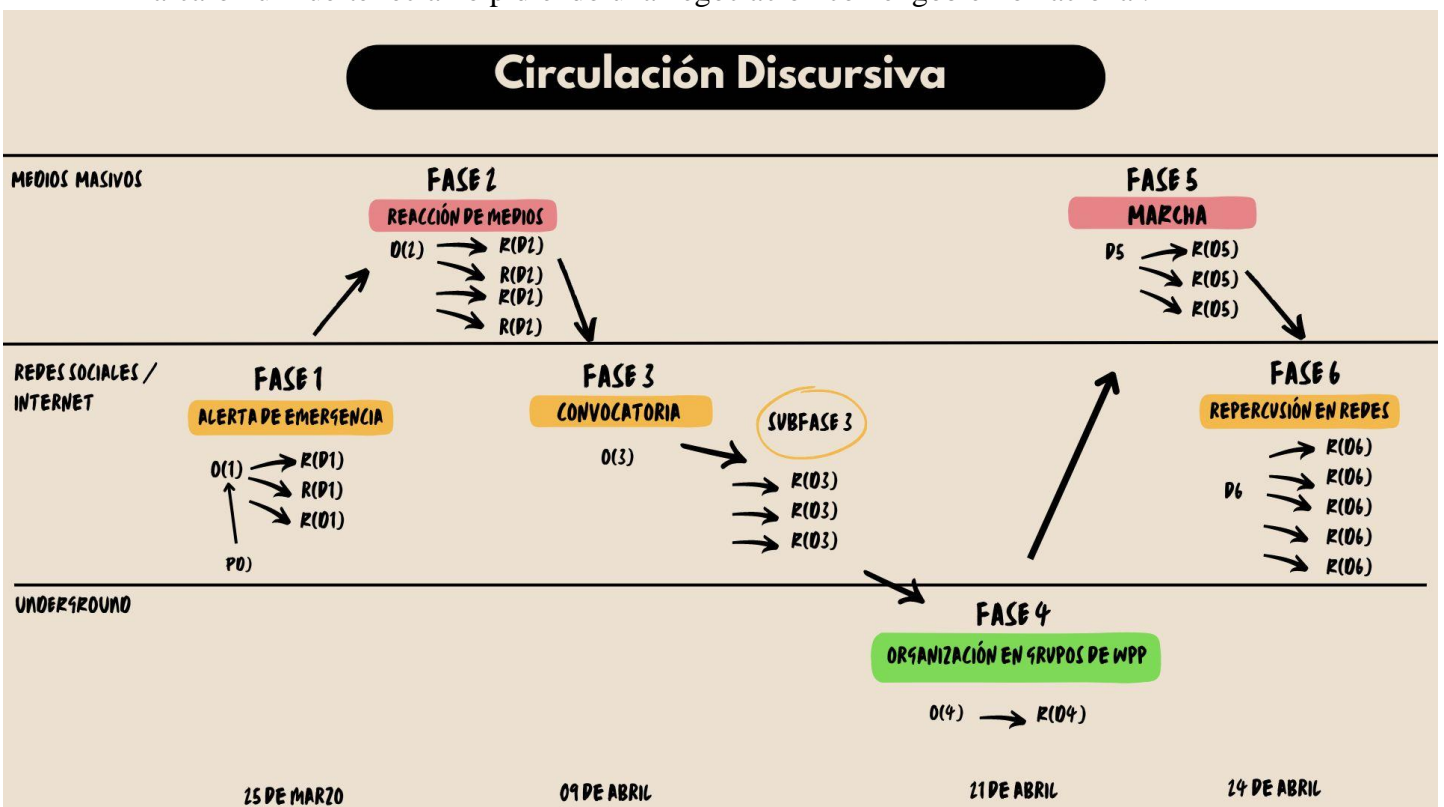 Circulación Discursiva
MEDIOS MASIVOS
FASE 2
REACCIÓN DE MEDIOS
D(2)
R(D2)
R(D2)
R(D2)
R(D2)
FASE 5
MARCHA
D5
R(D5)
R(D5)
R(D5)
REDES SOCIALES /
INTERNET
FASE 1
ALERTA DE EMERGENCIA
D(1)
R(D1)
R(D1)
R(D1)
PD)
FASE 3
CONVOCATORIA
D(3)
SUBFASE 3
R(D3)
R(D3)
R(D3)
FASE 6
REPERCUSIÓN EN REDES
D6
R(D6)
R(D6)
R(D6)
R(D6)
R(D6)
UNDERGROUND
FASE 4
ORGANIZACIÓN EN GRUPOS DE WPP
D(4)
R(D4)
25 DE MARZO
09 DE ABRIL
21 DE ABRIL
24 DE ABRIL